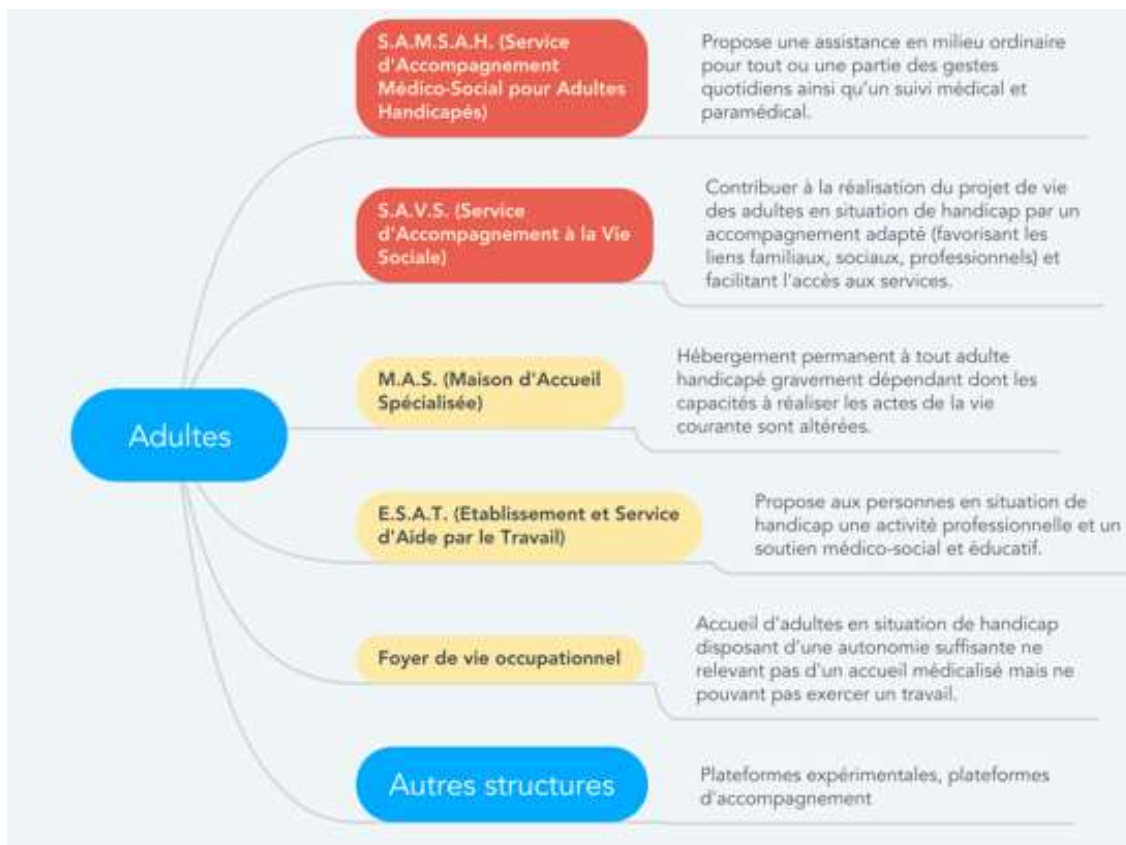 S.A.M.S.A.H. (Service
d'Accompagnement
Médico-Social pour Adultes
Handicapés)
Propose une assistance en milieu ordinaire
pour tout ou une partie des gestes
quotidiens ainsi qu'un suivi médical et
paramédical.
S.A.V.S. (Service
d'Accompagnement à la Vie
Sociale)
Contribuer à la réalisation du projet de vie
des adultes en situation de handicap par un
accompagnement adapté (favorisant les
liens familiaux, sociaux, professionnels) et
facilitant l'accès aux services.
Adultes
M.A.S. (Maison d'Accueil
Spécialisée)
Hébergement permanent à tout adulte
handicapé gravement dépendant dont les
capacités à réaliser les actes de la vie
courante sont altérées.
E.S.A.T. (Etablissement et Service
d'Aide par le Travail)
Propose aux personnes en situation de
handicap une activité professionnelle et un
soutien médico-social et éducatif.
Foyer de vie occupationnel
Accueil d'adultes en situation de handicap
disposant d'une autonomie suffisante ne
relevant pas d'un accueil médicalisé mais ne
pouvant pas exercer un travail.
Autres structures
Plateformes expérimentales, plateformes
d'accompagnement